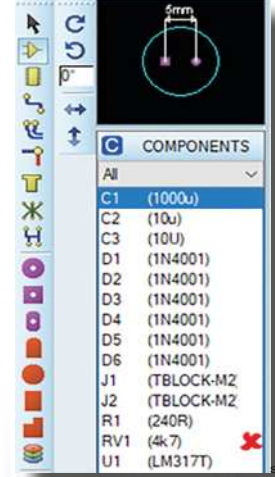 5mm
0°
C COMPONENTS
All
C1 (1000u)
C2 (10u)
C3 (10U)
D1 (1N4001)
D2 (1N4001)
D3 (1N4001)
D4 (1N4001)
D5 (1N4001)
D6 (1N4001)
J1 (TBLOCK-M2
J2 (TBLOCK-M2
R1 (240R)
RV1 (4k7)
U1 (LM317T)